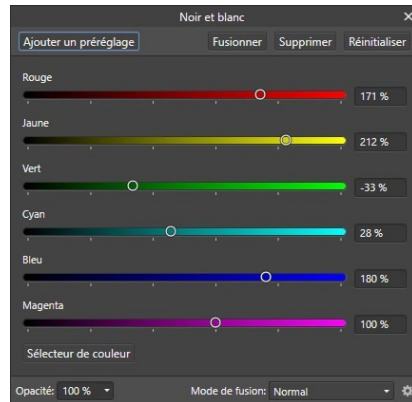 Noir et blanc
Ajouter un préréglage Fusionner Supprimer Réinitialiser
Rouge
171 %
Jaune
212 %
Vert
-33 %
Cyan
28 %
Bleu
180 %
Magenta
100 %
Sélecteur de couleur
Opacité: 100 % Mode de fusion: Normal